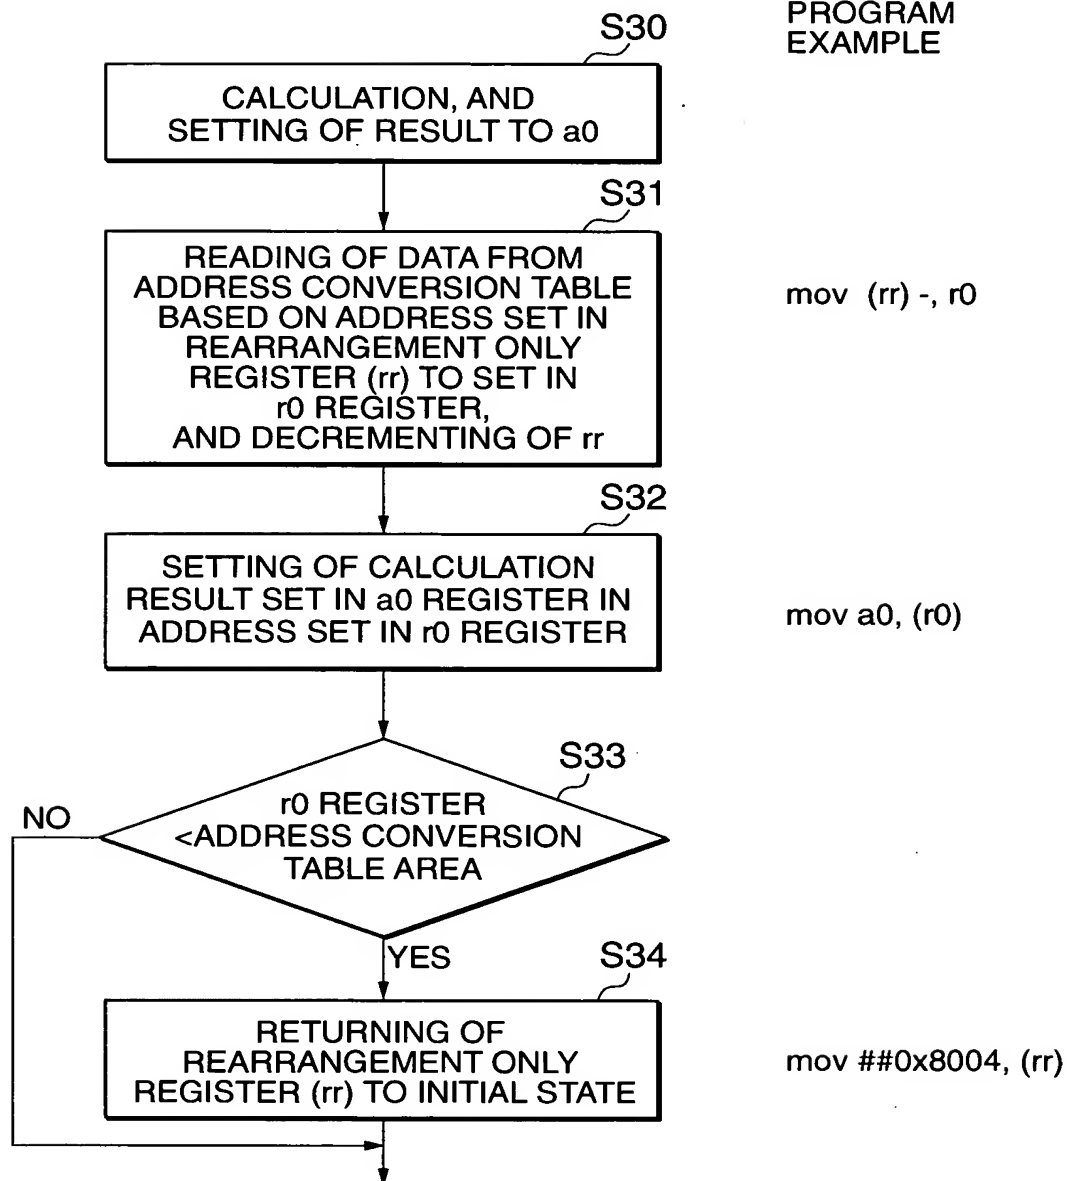 PROGRAM
EXAMPLE
S30
CALCULATION, AND
SETTING OF RESULT TO a0
S31
READING OF DATA FROM
ADDRESS CONVERSION TABLE
BASED ON ADDRESS SET IN
REARRANGEMENT ONLY
REGISTER (rr) TO SET IN
r0 REGISTER,
AND DECREMENTING OF rr
mov (rr) -, r0
S32
SETTING OF CALCULATION
RESULT SET IN a0 REGISTER IN
ADDRESS SET IN r0 REGISTER
mov a0, (r0)
S33
r0 REGISTER
<ADDRESS CONVERSION
TABLE AREA
NO
YES
S34
RETURNING OF
REARRANGEMENT ONLY
REGISTER (rr) TO INITIAL STATE
mov ##0x8004, (rr)